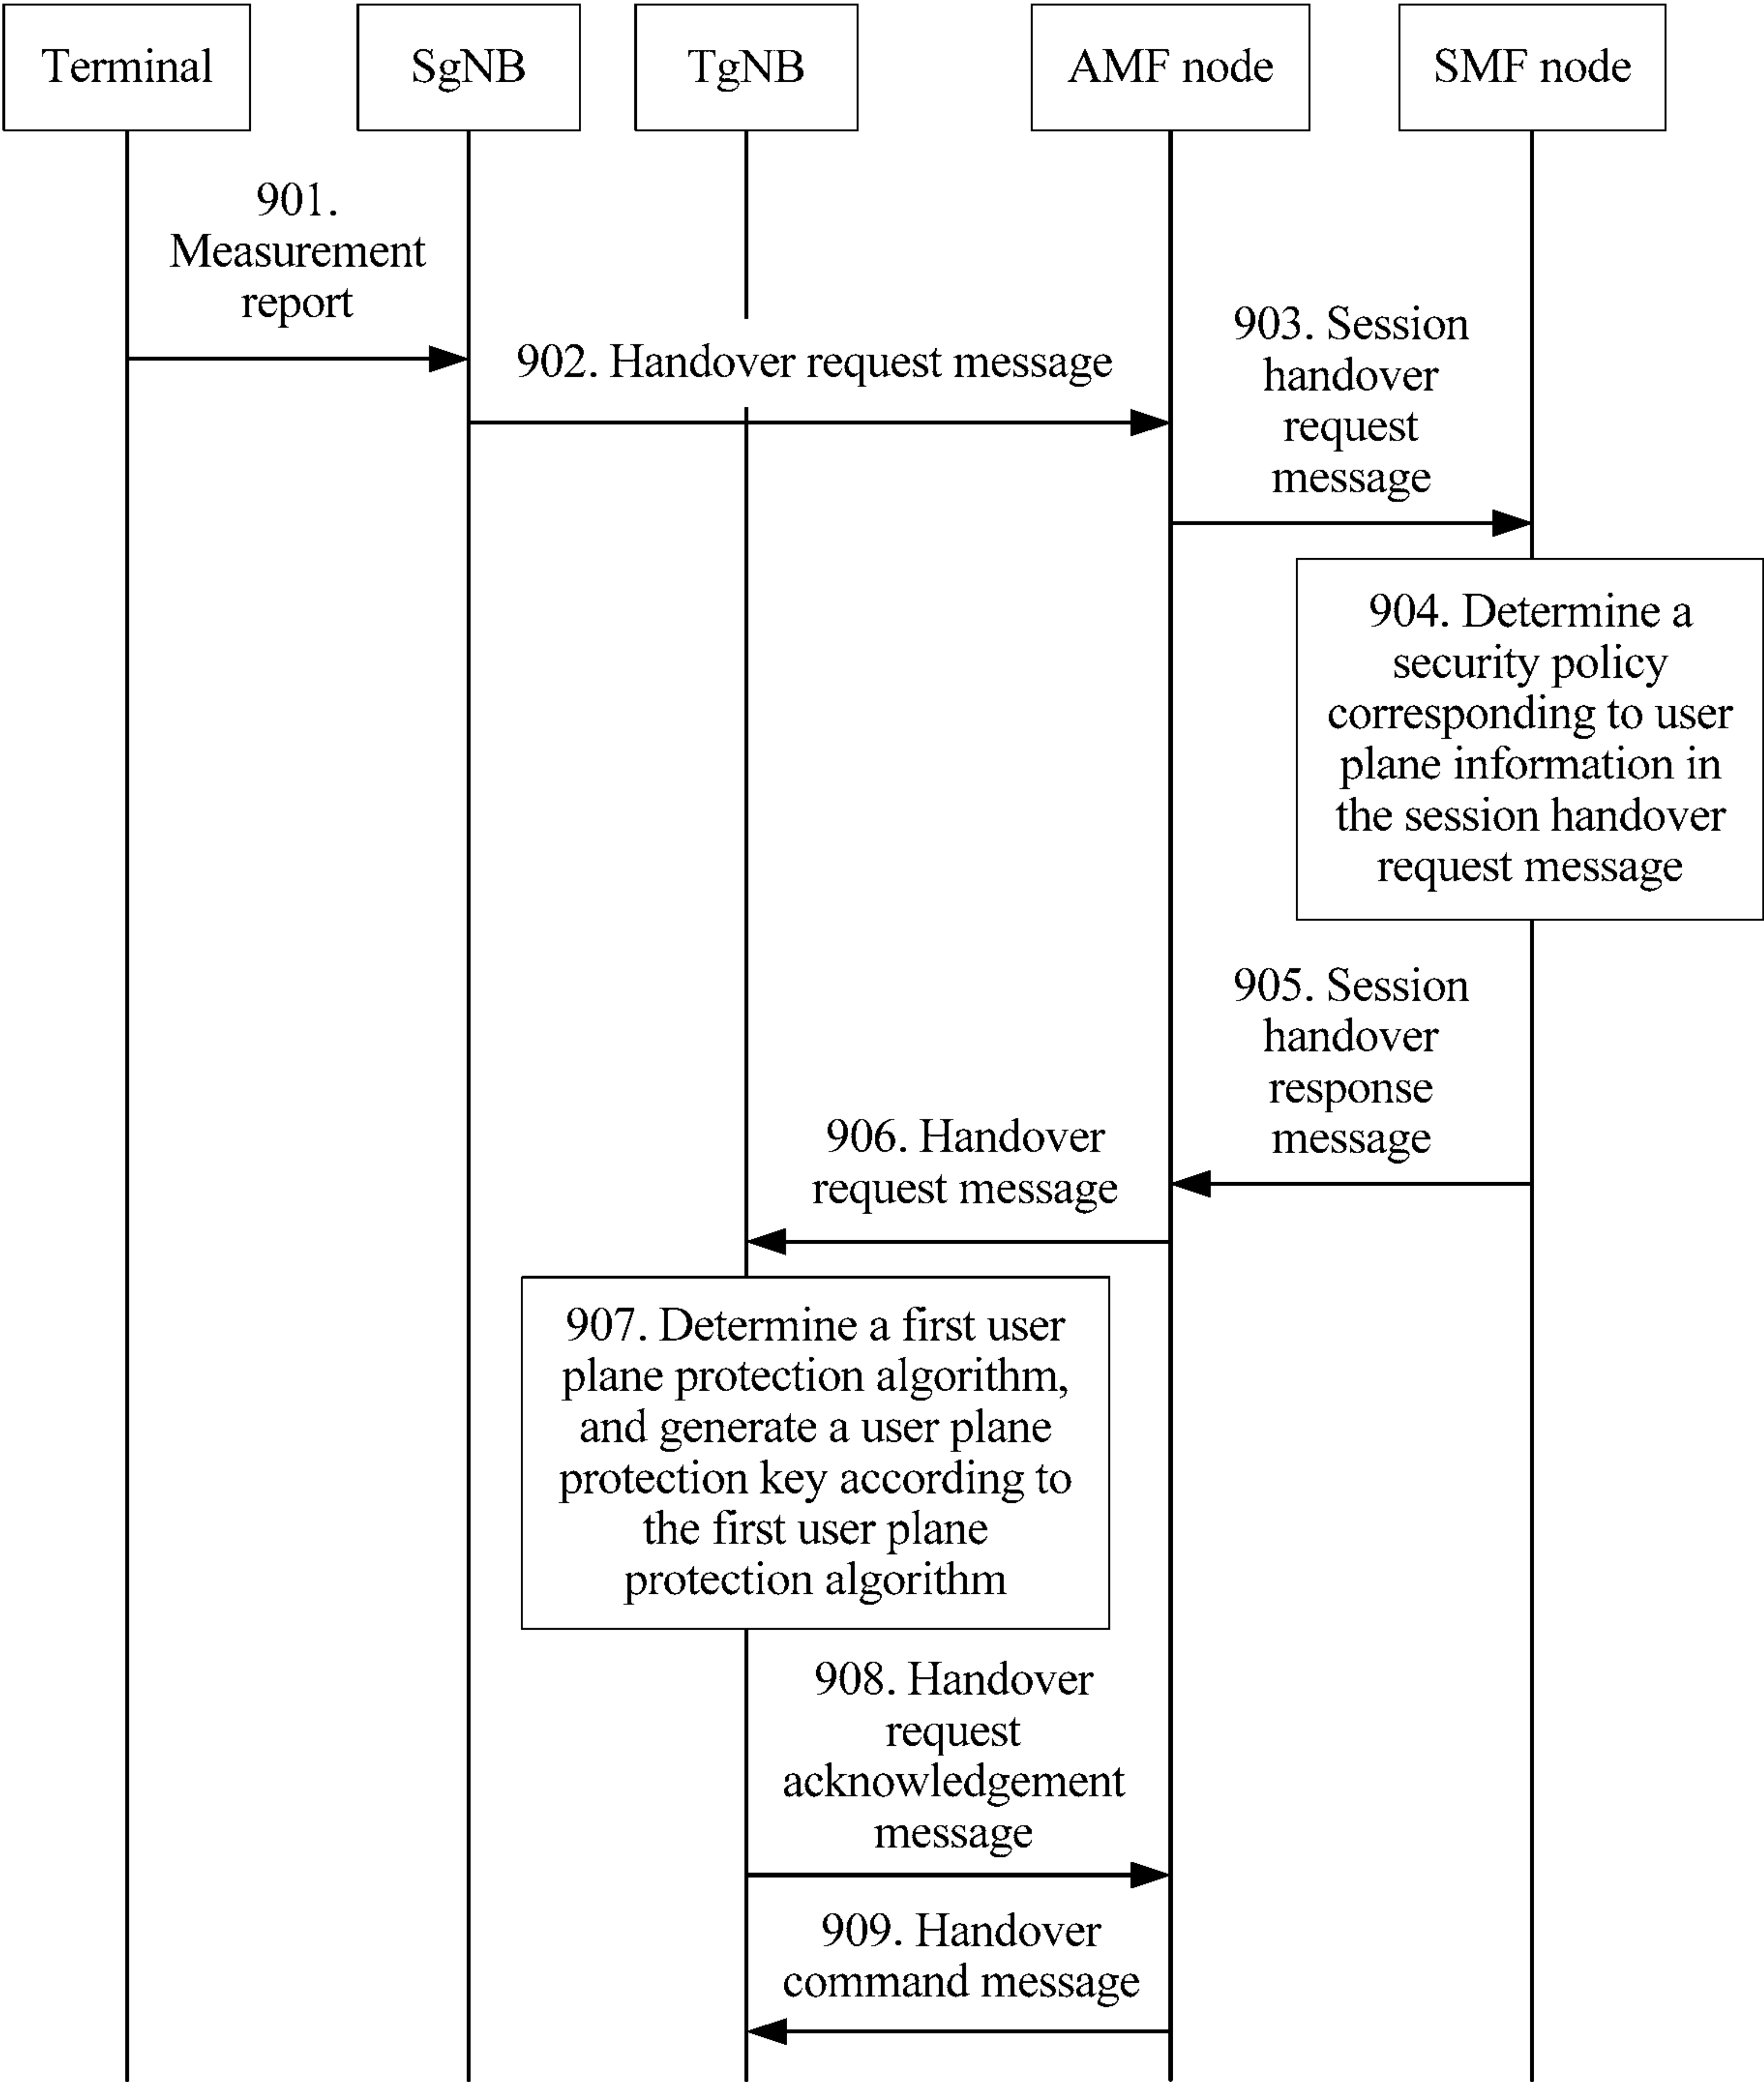 Terminal
SgNB
TgNB
AMF node
SMF node
901.
Measurement
report
902. Handover request message
903. Session
handover
request
message
904. Determine a
security policy
corresponding to user
plane information in
the session handover
request message
905. Session
handover
response
message
906. Handover
request message
907. Determine a first user
plane protection algorithm,
and generate a user plane
protection key according to
the first user plane
protection algorithm
908. Handover
request
acknowledgement
message
909. Handover
command message